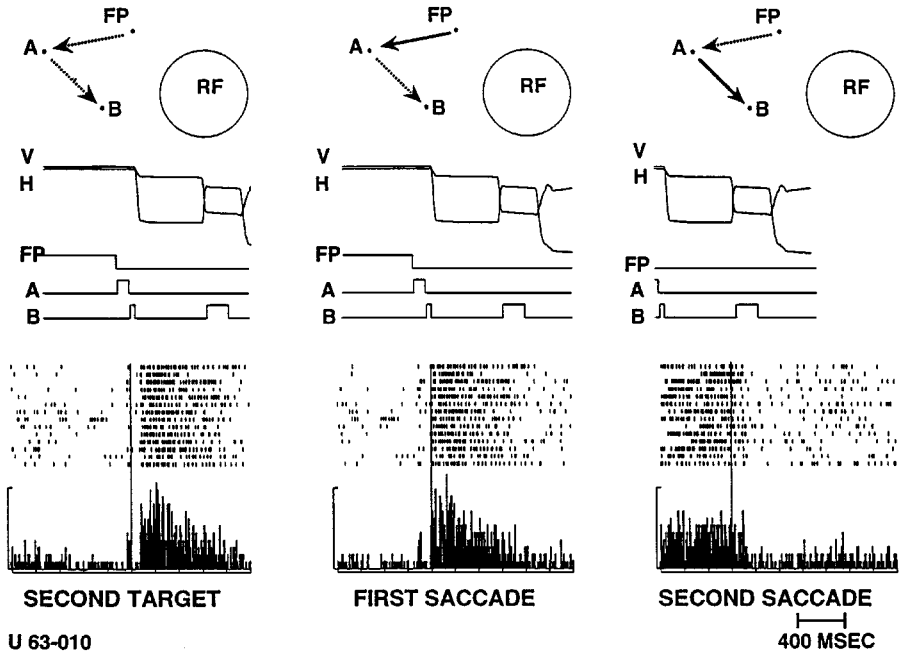 FP FP FP
A RF A RF A RF
B B B
V V V
H H H
FP FP FP
A A A
B B B
SECOND TARGET FIRST SACCADE SECOND SACCADE
U 63-010 400 MSEC